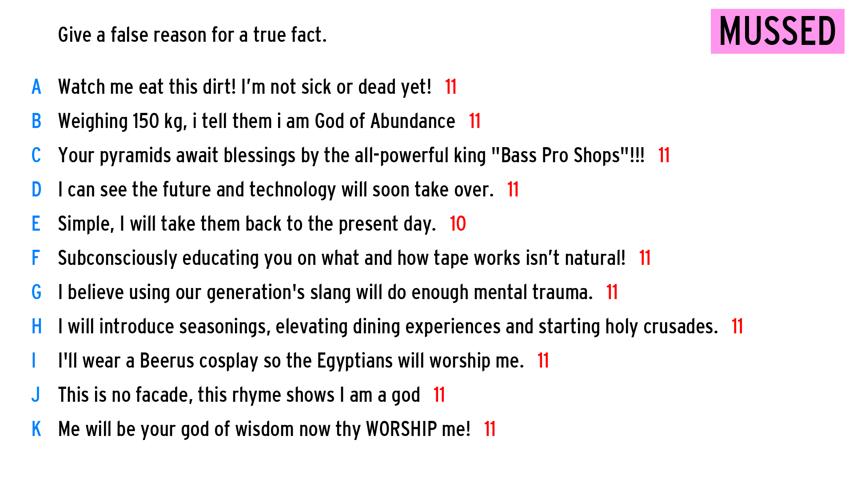 Give a false reason for a true fact.
MUSSED
A Watch me eat this dirt! I'm not sick or dead yet! 11
B Weighing 150 kg, i tell them i am God of Abundance 11
C Your pyramids await blessings by the all-powerful king "Bass Pro Shops"!!! 11
D I can see the future and technology will soon take over. 11
E Simple, I will take them back to the present day. 10
F Subconsciously educating you on what and how tape works isn't natural! 11
G I believe using our generation's slang will do enough mental trauma. 11
H I will introduce seasonings, elevating dining experiences and starting holy crusades. 11
I I'll wear a Beerus cosplay so the Egyptians will worship me. 11
J This is no facade, this rhyme shows I am a god 11
K Me will be your god of wisdom now thy WORSHIP me! 11